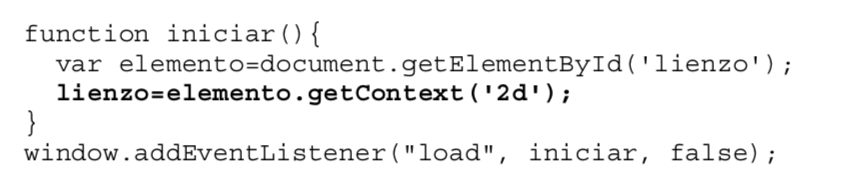 function iniciar(){
  var elemento=document.getElementById('lienzo');
  lienzo=elemento.getContext('2d');
}
window.addEventListener("load", iniciar, false);